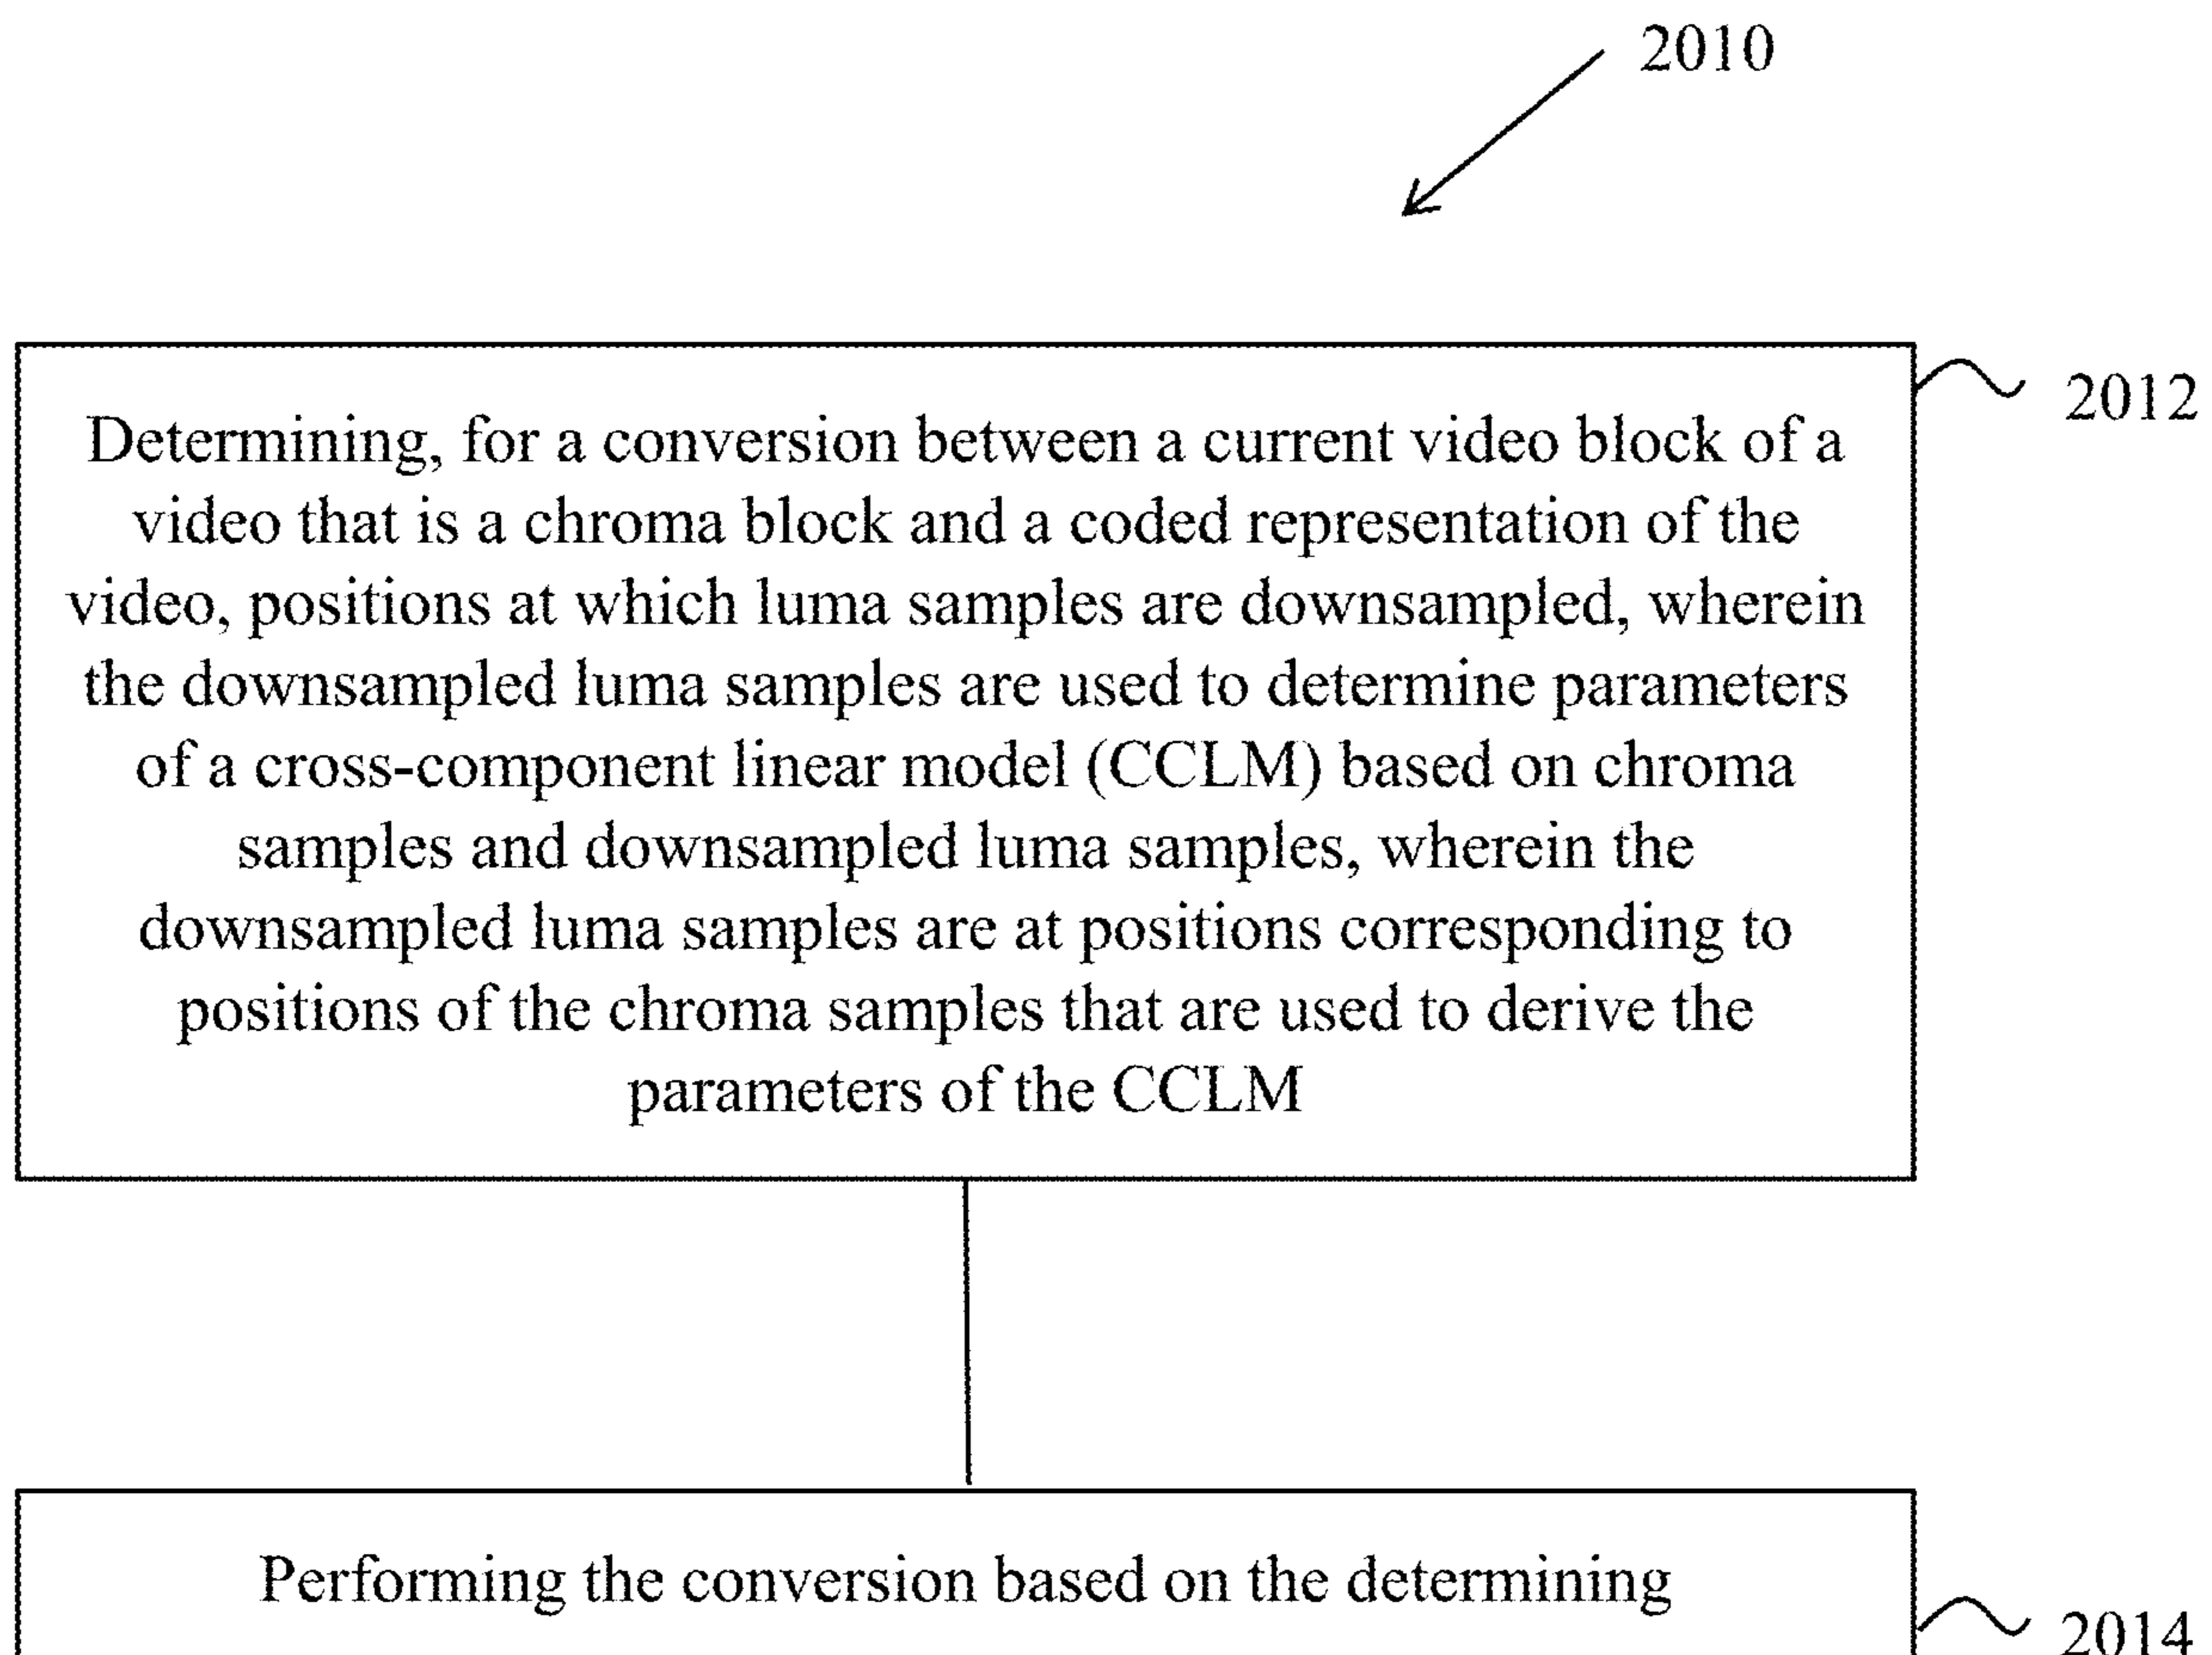 2010
2012
Determining, for a conversion between a current video block of a
video that is a chroma block and a coded representation of the
video, positions at which luma samples are downsampled, wherein
the downsampled luma samples are used to determine parameters
of a cross-component linear model (CCLM) based on chroma
samples and downsampled luma samples, wherein the
downsampled luma samples are at positions corresponding to
positions of the chroma samples that are used to derive the
parameters of the CCLM
Performing the conversion based on the determining
2014